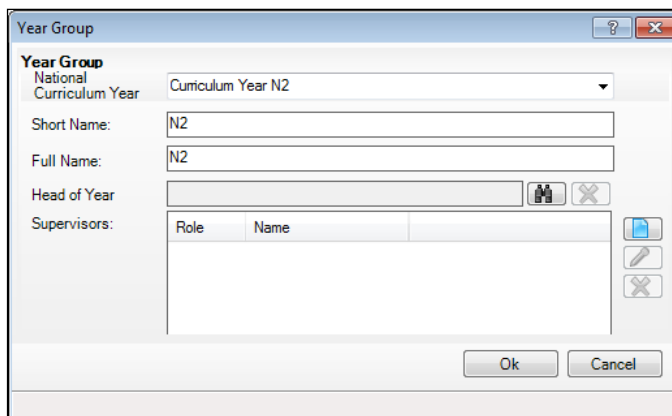 Year Group
?
Year Group
National
Curriculum Year
Curriculum Year N2
Short Name:
N2
Full Name:
N2
Head of Year
Supervisors:
Role Name
Ok Cancel